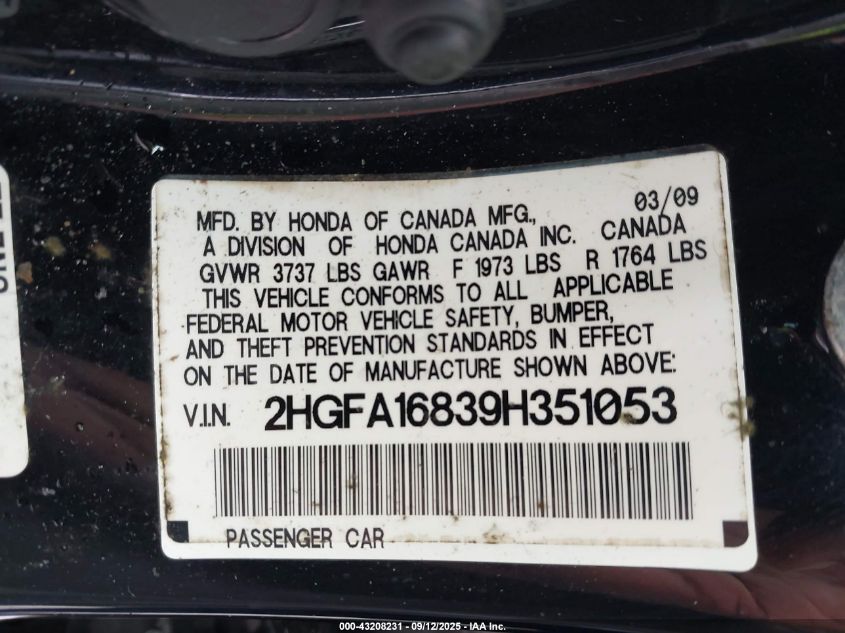 03/09
MFD. BY HONDA OF CANADA MFG.,
A DIVISION OF HONDA CANADA INC. CANADA
GVWR 3737 LBS GAWR F 1973 LBS R 1764 LBS
THIS VEHICLE CONFORMS TO ALL APPLICABLE
FEDERAL MOTOR VEHICLE SAFETY, BUMPER,
AND THEFT PREVENTION STANDARDS IN EFFECT
ON THE DATE OF MANUFACTURE SHOWN ABOVE:
V.I.N. 2HGFA16839H351053
PASSENGER CAR
000-43208231 - 09/12/2025 - IAA Inc.